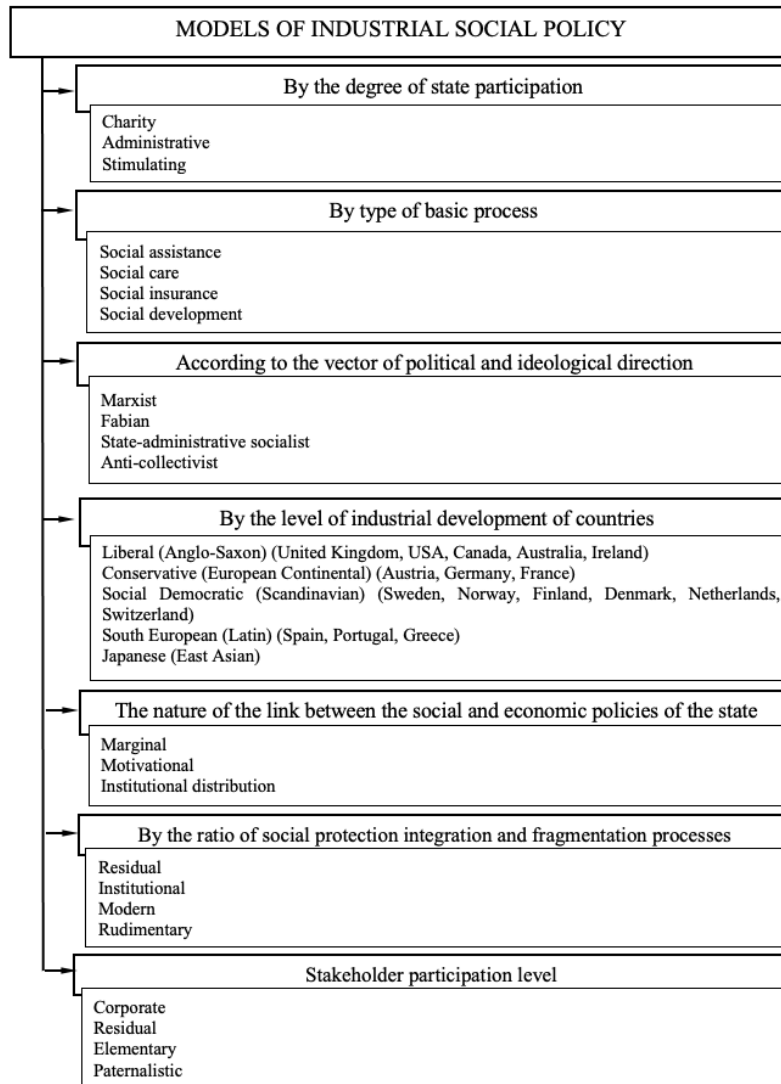 MODELS OF INDUSTRIAL SOCIAL POLICY
By the degree of state participation
Charity
Administrative
Stimulating
By type of basic process
Social assistance
Social care
Social insurance
Social development
According to the vector of political and ideological direction
Marxist
Fabian
State-administrative socialist
Anti-collectivist
By the level of industrial development of countries
Liberal (Anglo-Saxon) (United Kingdom, USA, Canada, Australia, Ireland)
Conservative (European Continental) (Austria, Germany, France)
Social Democratic (Scandinavian) (Sweden, Norway, Finland, Denmark, Netherlands,
Switzerland)
South European (Latin) (Spain, Portugal, Greece)
Japanese (East Asian)
The nature of the link between the social and economic policies of the state
Marginal
Motivational
Institutional distribution
By the ratio of social protection integration and fragmentation processes
Residual
Institutional
Modern
Rudimentary
Stakeholder participation level
Corporate
Residual
Elementary
Paternalistic